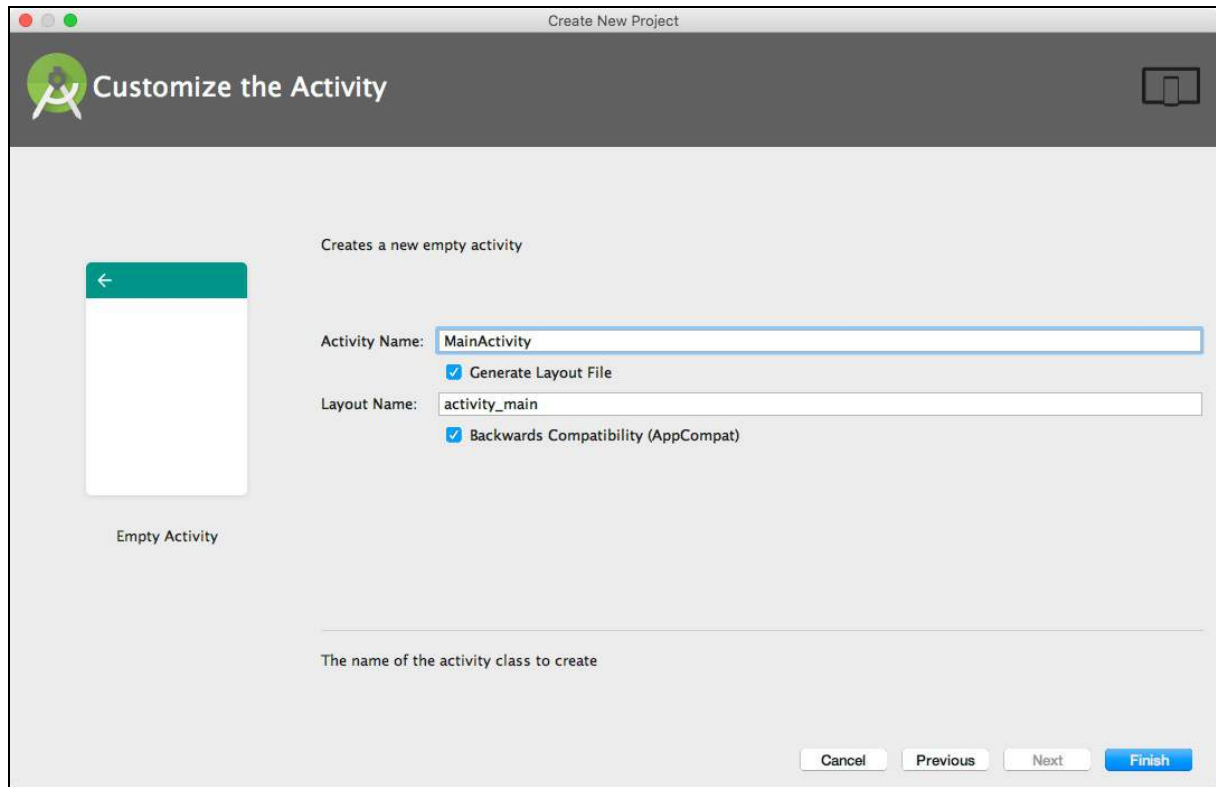 Create New Project
Customize the Activity
Creates a new empty activity
Activity Name: MainActivity
Generate Layout File
Layout Name: activity_main
Backwards Compatibility (AppCompat)
Empty Activity
The name of the activity class to create
Cancel Previous Next Finish